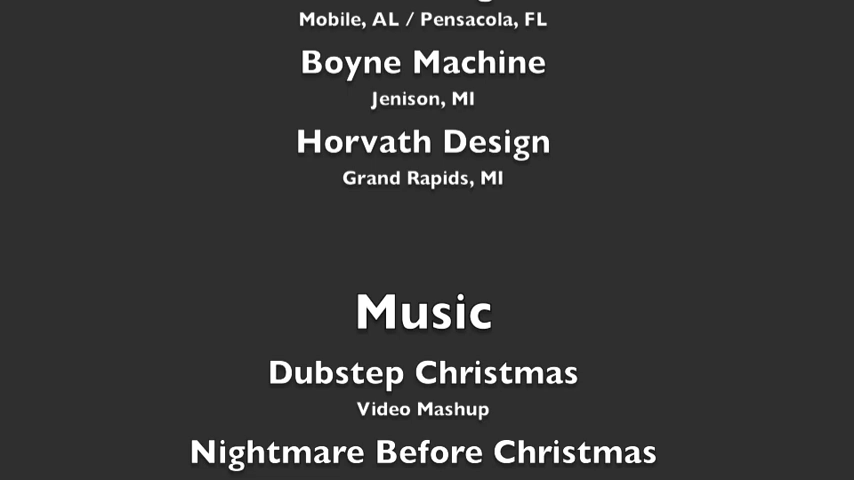 Mobile, AL / Pensacola, FL
Boyne Machine
Jenison, MI
Horvath Design
Grand Rapids, MI
Music
Dubstep Christmas
Video Mashup
Nightmare Before Christmas